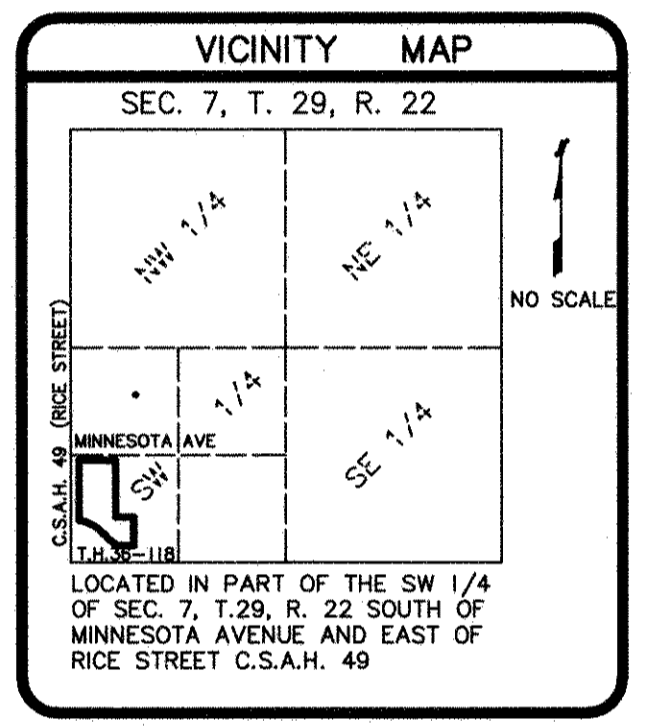 VICINITY MAP
SEC. 7, T. 29, R. 22
NW 1/4
NE 1/4
NO SCALE
C.S.A.H. 49 (RICE STREET)
1/4
MINNESOTA AVE
SW
SE 1/4
T.H.36-118
LOCATED IN PART OF THE SW 1/4
OF SEC. 7, T.29, R. 22 SOUTH OF
MINNESOTA AVENUE AND EAST OF
RICE STREET C.S.A.H. 49